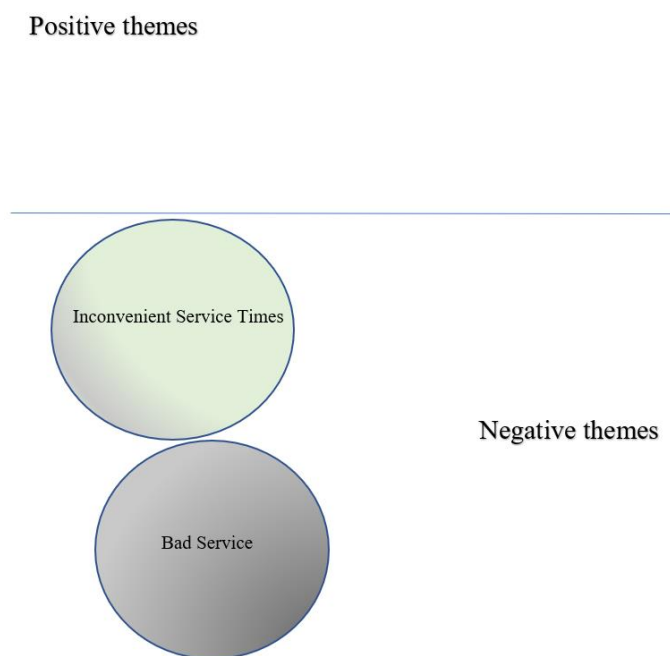 Positive themes
Inconvenient Service Times
Negative themes
Bad Service